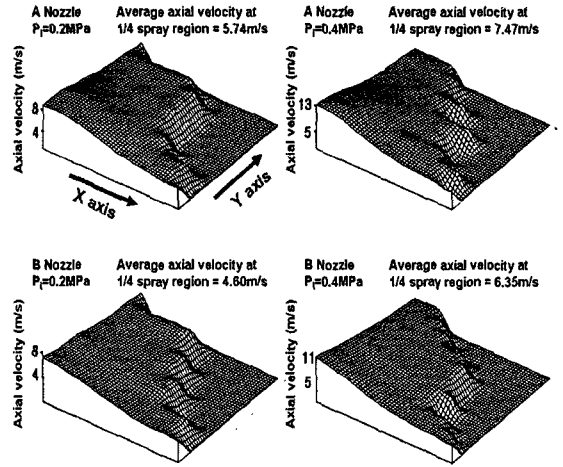 A Nozzle
Pᵢ=0.2MPa
Average axial velocity at
1/4 spray region = 5.74m/s
Axial velocity (m/s)
8
4
X axis
Y axis
A Nozzle
Pᵢ=0.4MPa
Average axial velocity at
1/4 spray region = 7.47m/s
Axial velocity (m/s)
13
5
B Nozzle
Pᵢ=0.2MPa
Average axial velocity at
1/4 spray region = 4.60m/s
Axial velocity (m/s)
8
4
B Nozzle
Pᵢ=0.4MPa
Average axial velocity at
1/4 spray region = 6.35m/s
Axial velocity (m/s)
11
5